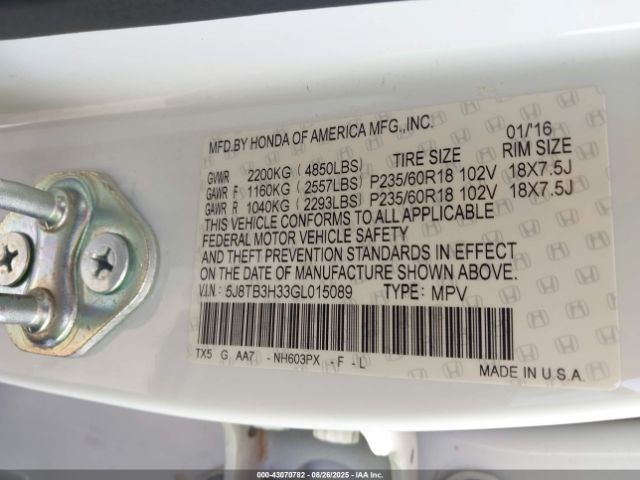 MFD.BY HONDA OF AMERICA MFG.,INC. 01/16
GVWR 2200KG (4850LBS) TIRE SIZE RIM SIZE
GAWR F 1160KG (2557LBS) P235/60R18 102V 18X7.5J
GAWR R 1040KG (2293LBS) P235/60R18 102V 18X7.5J
THIS VEHICLE CONFORMS TO ALL APPLICABLE
FEDERAL MOTOR VEHICLE SAFETY
AND THEFT PREVENTION STANDARDS IN EFFECT
ON THE DATE OF MANUFACTURE SHOWN ABOVE.
V.I.N: 5J8TB3H33GL015089 TYPE: MPV
TX5 G AA7 -NH603PX -F -L
MADE IN U.S.A.
000-43070782 | 08/26/2025 | IAA Inc.